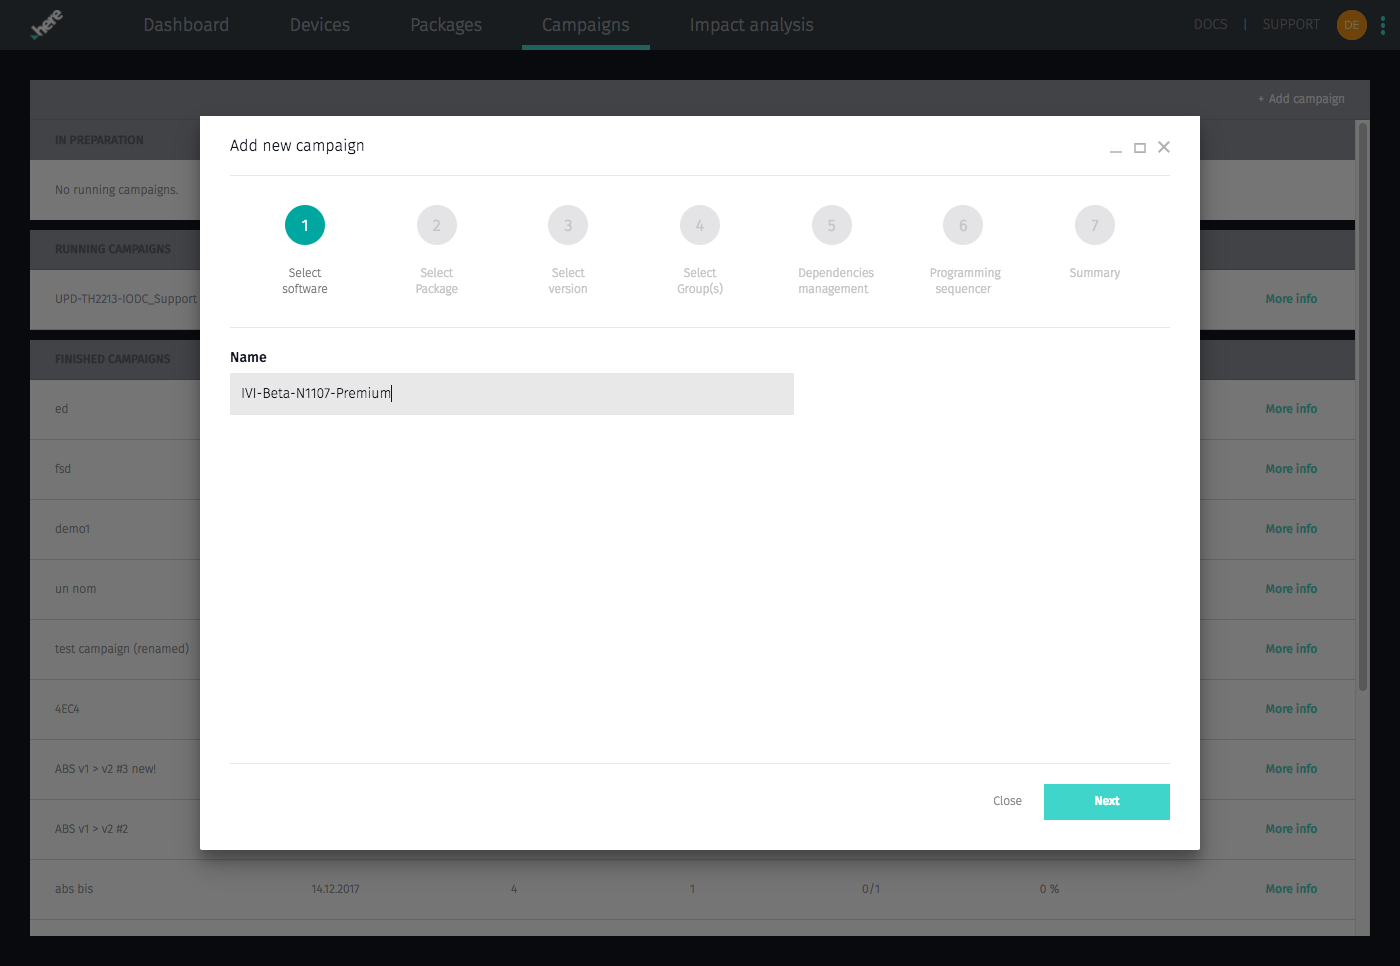 here
Dashboard Devices Packages Campaigns Impact analysis DOCS | SUPPORT DE
+ Add campaign
IN PREPARATION
No running campaigns.
RUNNING CAMPAIGNS
UPD-TH2213-IODC_Support More info
FINISHED CAMPAIGNS
ed More info
fsd More info
demo1 More info
un nom More info
test campaign (renamed) More info
4EC4 More info
ABS v1 > v2 #3 new! More info
ABS v1 > v2 #2 More info
abs bis 14.12.2017 4 1 0/1 0 % More info
Add new campaign
1 2 3 4 5 6 7
Select Select Select Select Dependencies Programming Summary
software Package version Group(s) management sequencer
Name
IVI-Beta-N1107-Premium
Close Next